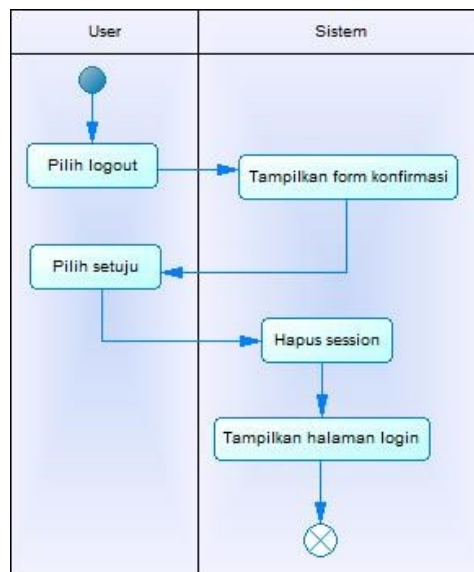 User
Sistem
Pilih logout
Tampilkan form konfirmasi
Pilih setuju
Hapus session
Tampilkan halaman login